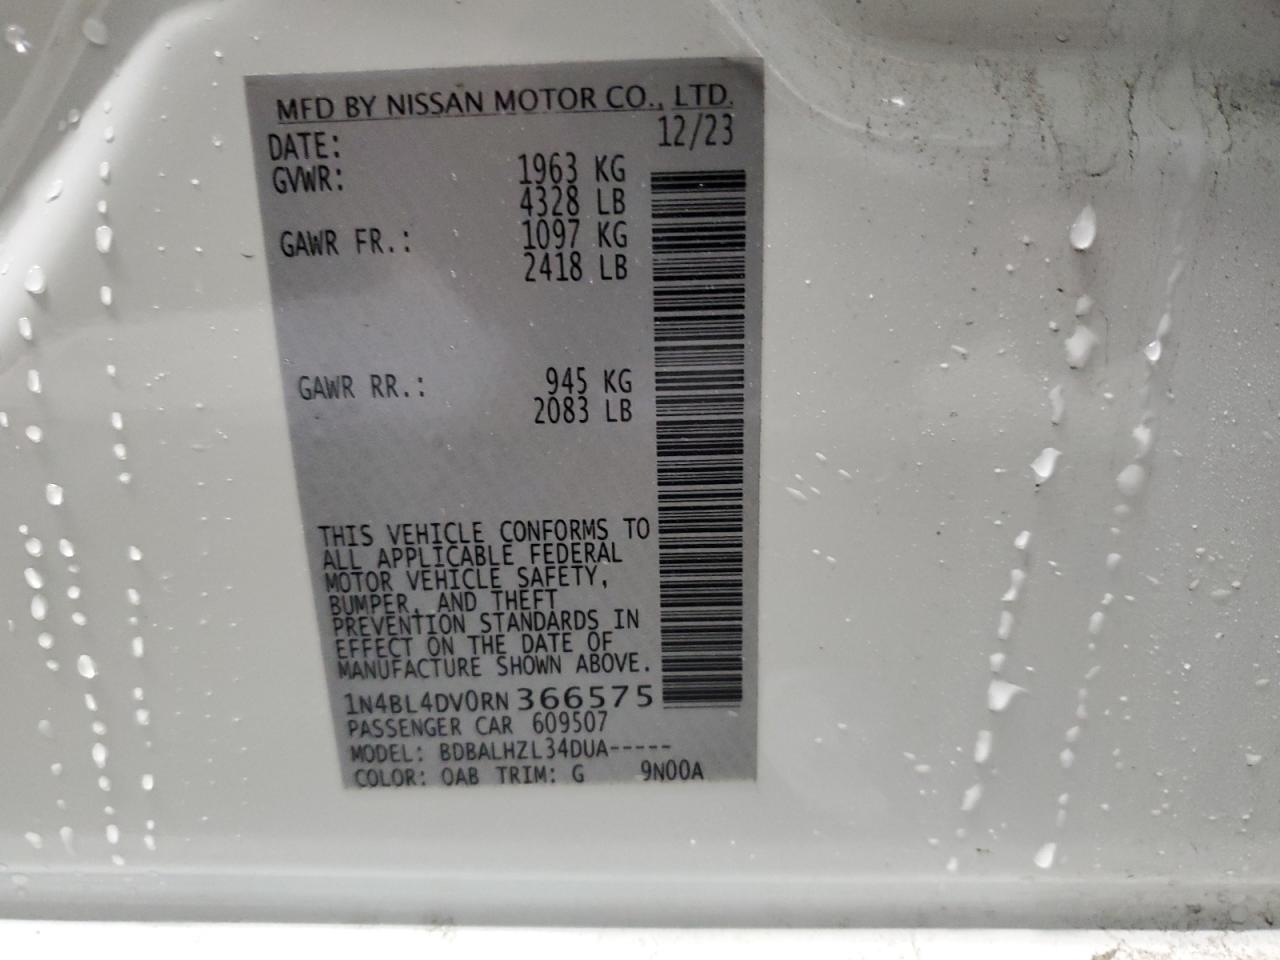 MFD BY NISSAN MOTOR CO., LTD.
DATE: 12/23
GVWR: 1963 KG
4328 LB
GAWR FR.: 1097 KG
2418 LB
GAWR RR.: 945 KG
2083 LB
THIS VEHICLE CONFORMS TO
ALL APPLICABLE FEDERAL
MOTOR VEHICLE SAFETY,
BUMPER, AND THEFT
PREVENTION STANDARDS IN
EFFECT ON THE DATE OF
MANUFACTURE SHOWN ABOVE.
1N4BL4DV0RN366575
PASSENGER CAR 609507
MODEL: BDBALHZL34DUA-----
COLOR: QAB TRIM: G 9N00A